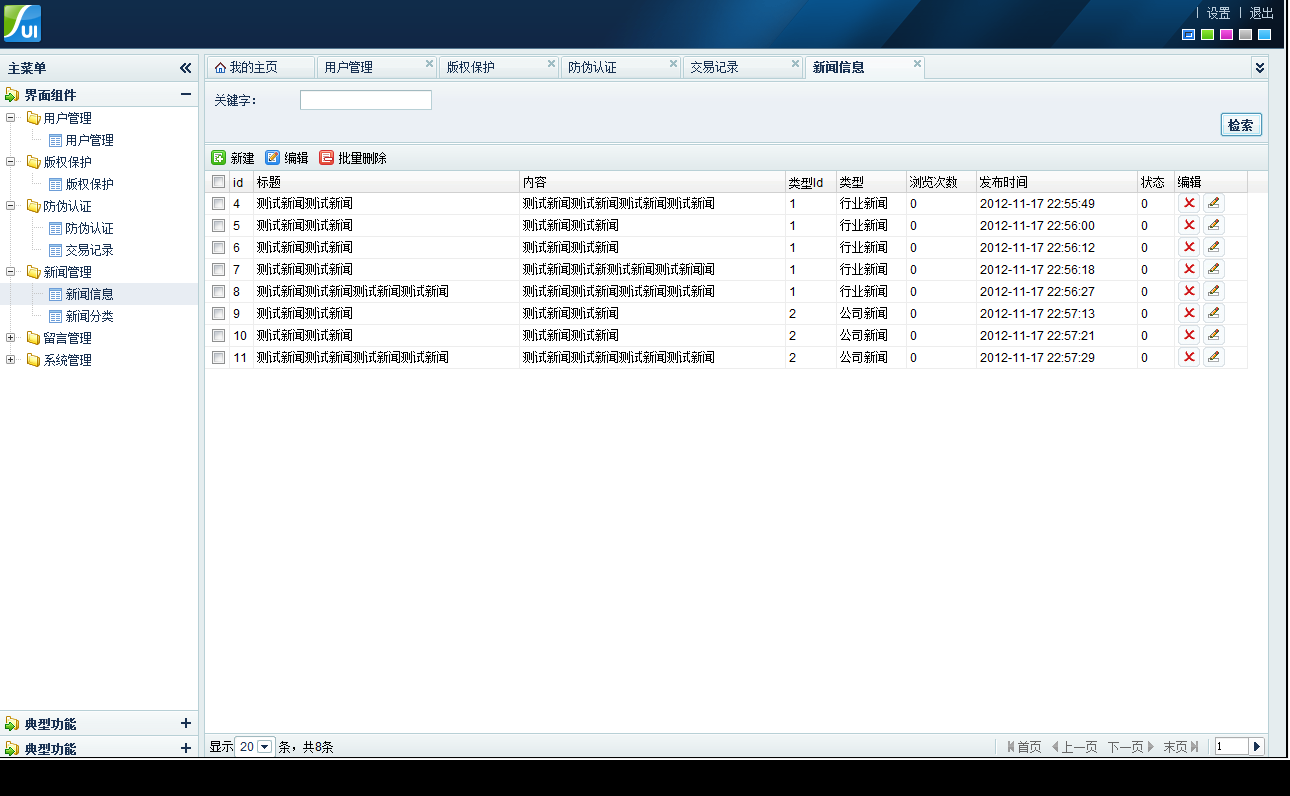 UI
设置 退出
主菜单
界面组件
用户管理
用户管理
版权保护
版权保护
防伪认证
防伪认证
交易记录
新闻管理
新闻信息
新闻分类
留言管理
系统管理
典型功能
典型功能
我的主页 用户管理 版权保护 防伪认证 交易记录 新闻信息
关键字：
检索
新建 编辑 批量删除
id 标题 内容 类型Id 类型 浏览次数 发布时间 状态 编辑
4 测试新闻测试新闻 测试新闻测试新闻测试新闻测试新闻 1 行业新闻 0 2012-11-17 22:55:49 0
5 测试新闻测试新闻 测试新闻测试新闻 1 行业新闻 0 2012-11-17 22:56:00 0
6 测试新闻测试新闻 测试新闻测试新闻 1 行业新闻 0 2012-11-17 22:56:12 0
7 测试新闻测试新闻 测试新闻测试新测试新闻测试新闻闻 1 行业新闻 0 2012-11-17 22:56:18 0
8 测试新闻测试新闻测试新闻测试新闻 测试新闻测试新闻测试新闻测试新闻 1 行业新闻 0 2012-11-17 22:56:27 0
9 测试新闻测试新闻 测试新闻测试新闻 2 公司新闻 0 2012-11-17 22:57:13 0
10 测试新闻测试新闻 测试新闻测试新闻 2 公司新闻 0 2012-11-17 22:57:21 0
11 测试新闻测试新闻测试新闻测试新闻 测试新闻测试新闻测试新闻测试新闻 2 公司新闻 0 2012-11-17 22:57:29 0
显示 20 条，共8条 首页 上一页 下一页 末页 1